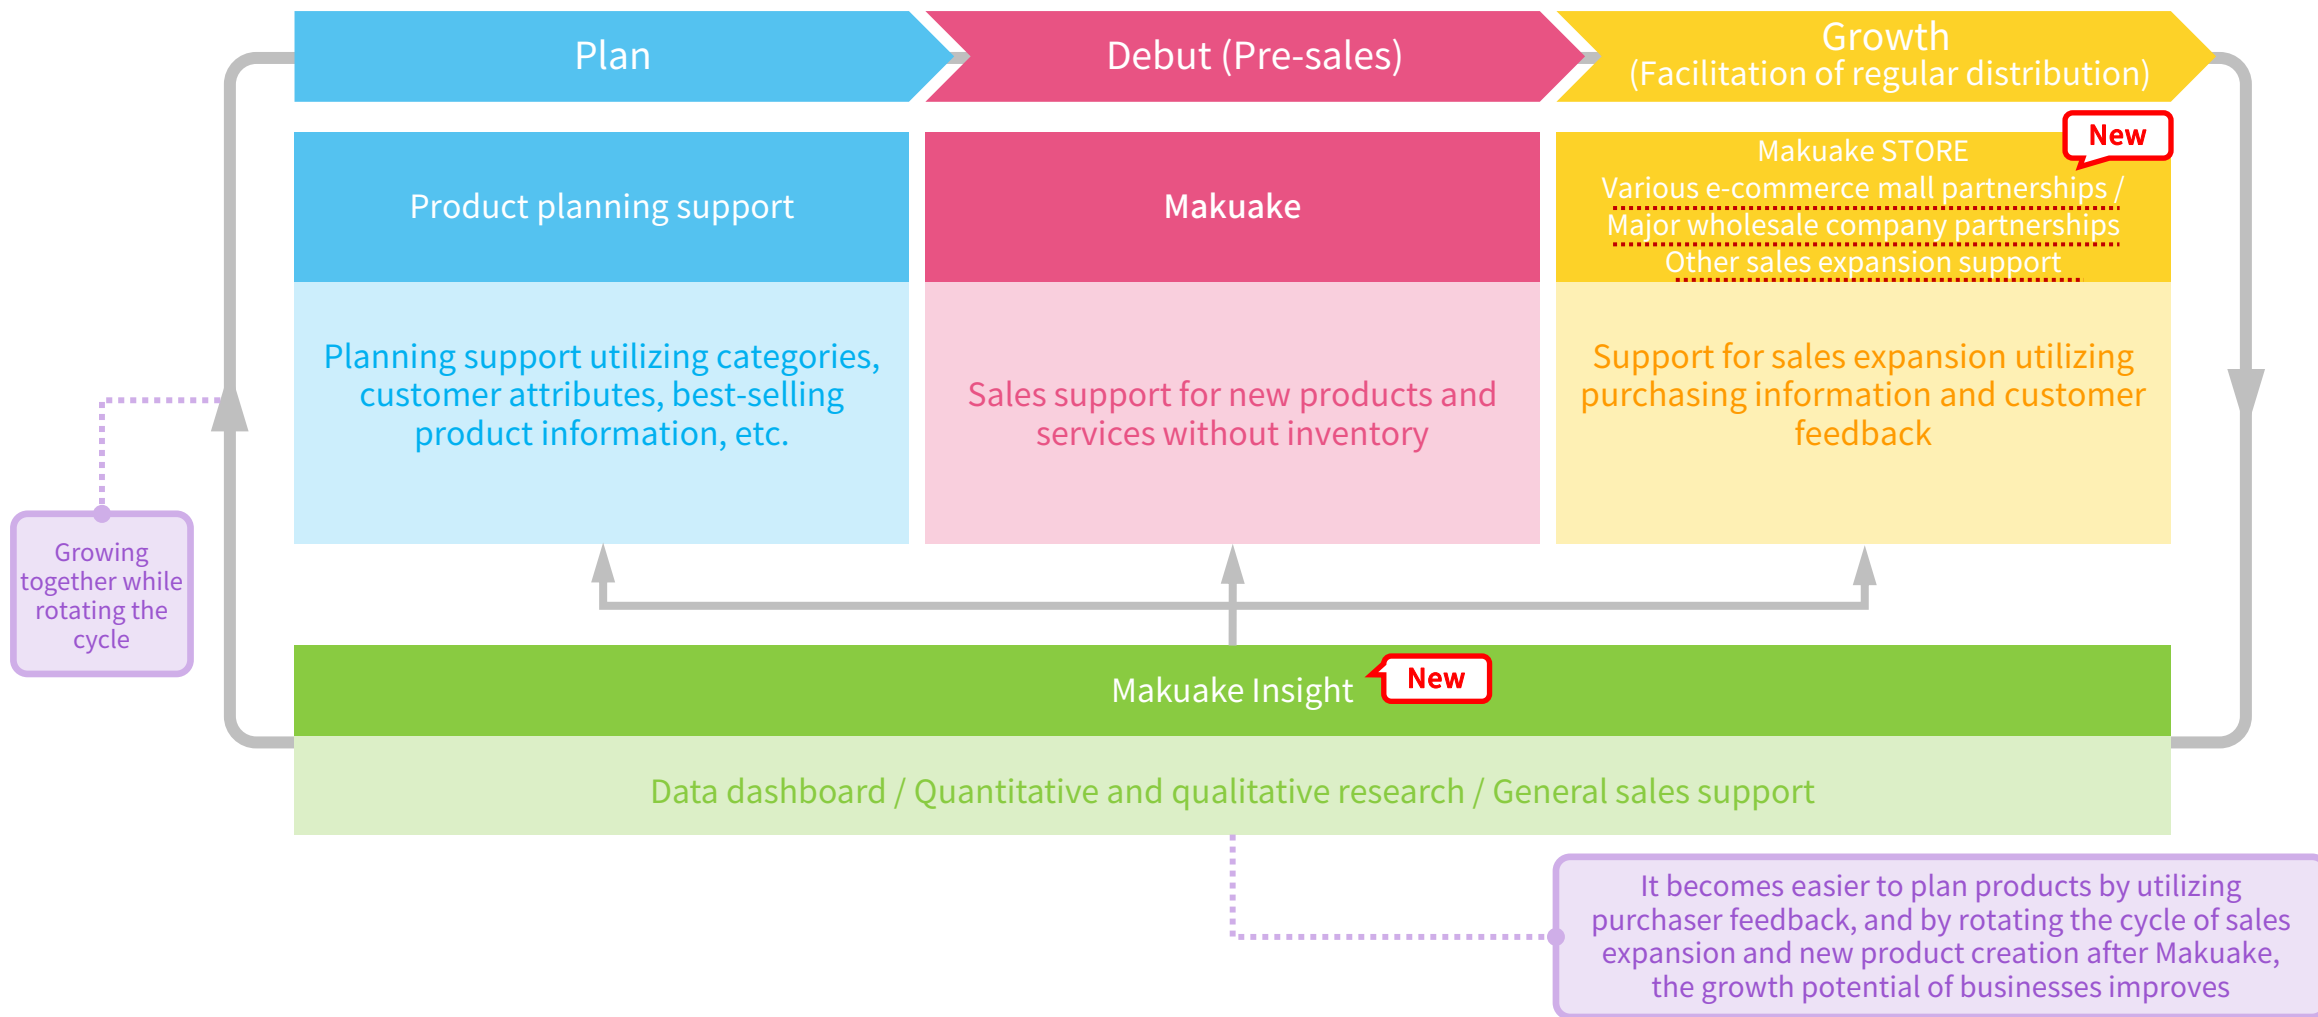 Plan
Debut (Pre-sales)
Growth
(Facilitation of regular distribution)
Product planning support
Makuake
New
Makuake STORE
Various e-commerce mall partnerships /
Major wholesale company partnerships
Other sales expansion support
Planning support utilizing categories,
customer attributes, best-selling
product information, etc.
Sales support for new products and
services without inventory
Support for sales expansion utilizing
purchasing information and customer
feedback
Growing
together while
rotating the
cycle
Makuake Insight
New
Data dashboard / Quantitative and qualitative research / General sales support
It becomes easier to plan products by utilizing
purchaser feedback, and by rotating the cycle of sales
expansion and new product creation after Makuake,
the growth potential of businesses improves